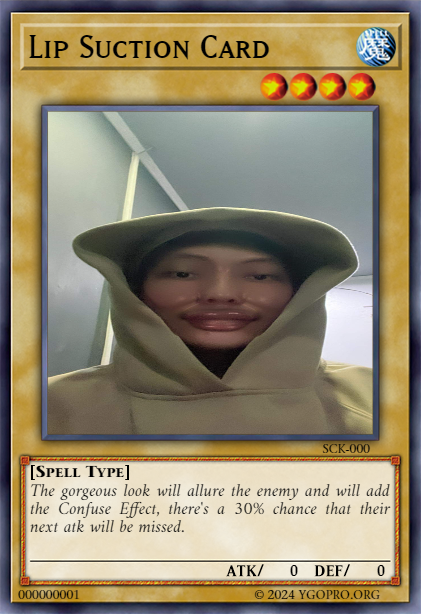 Lip Suction Card
魔
SCK-000
[Spell Type]
The gorgeous look will allure the enemy and will add
the Confuse Effect, there's a 30% chance that their
next atk will be missed.
ATK/ 0 DEF/ 0
000000001 © 2024 YGOPRO.ORG